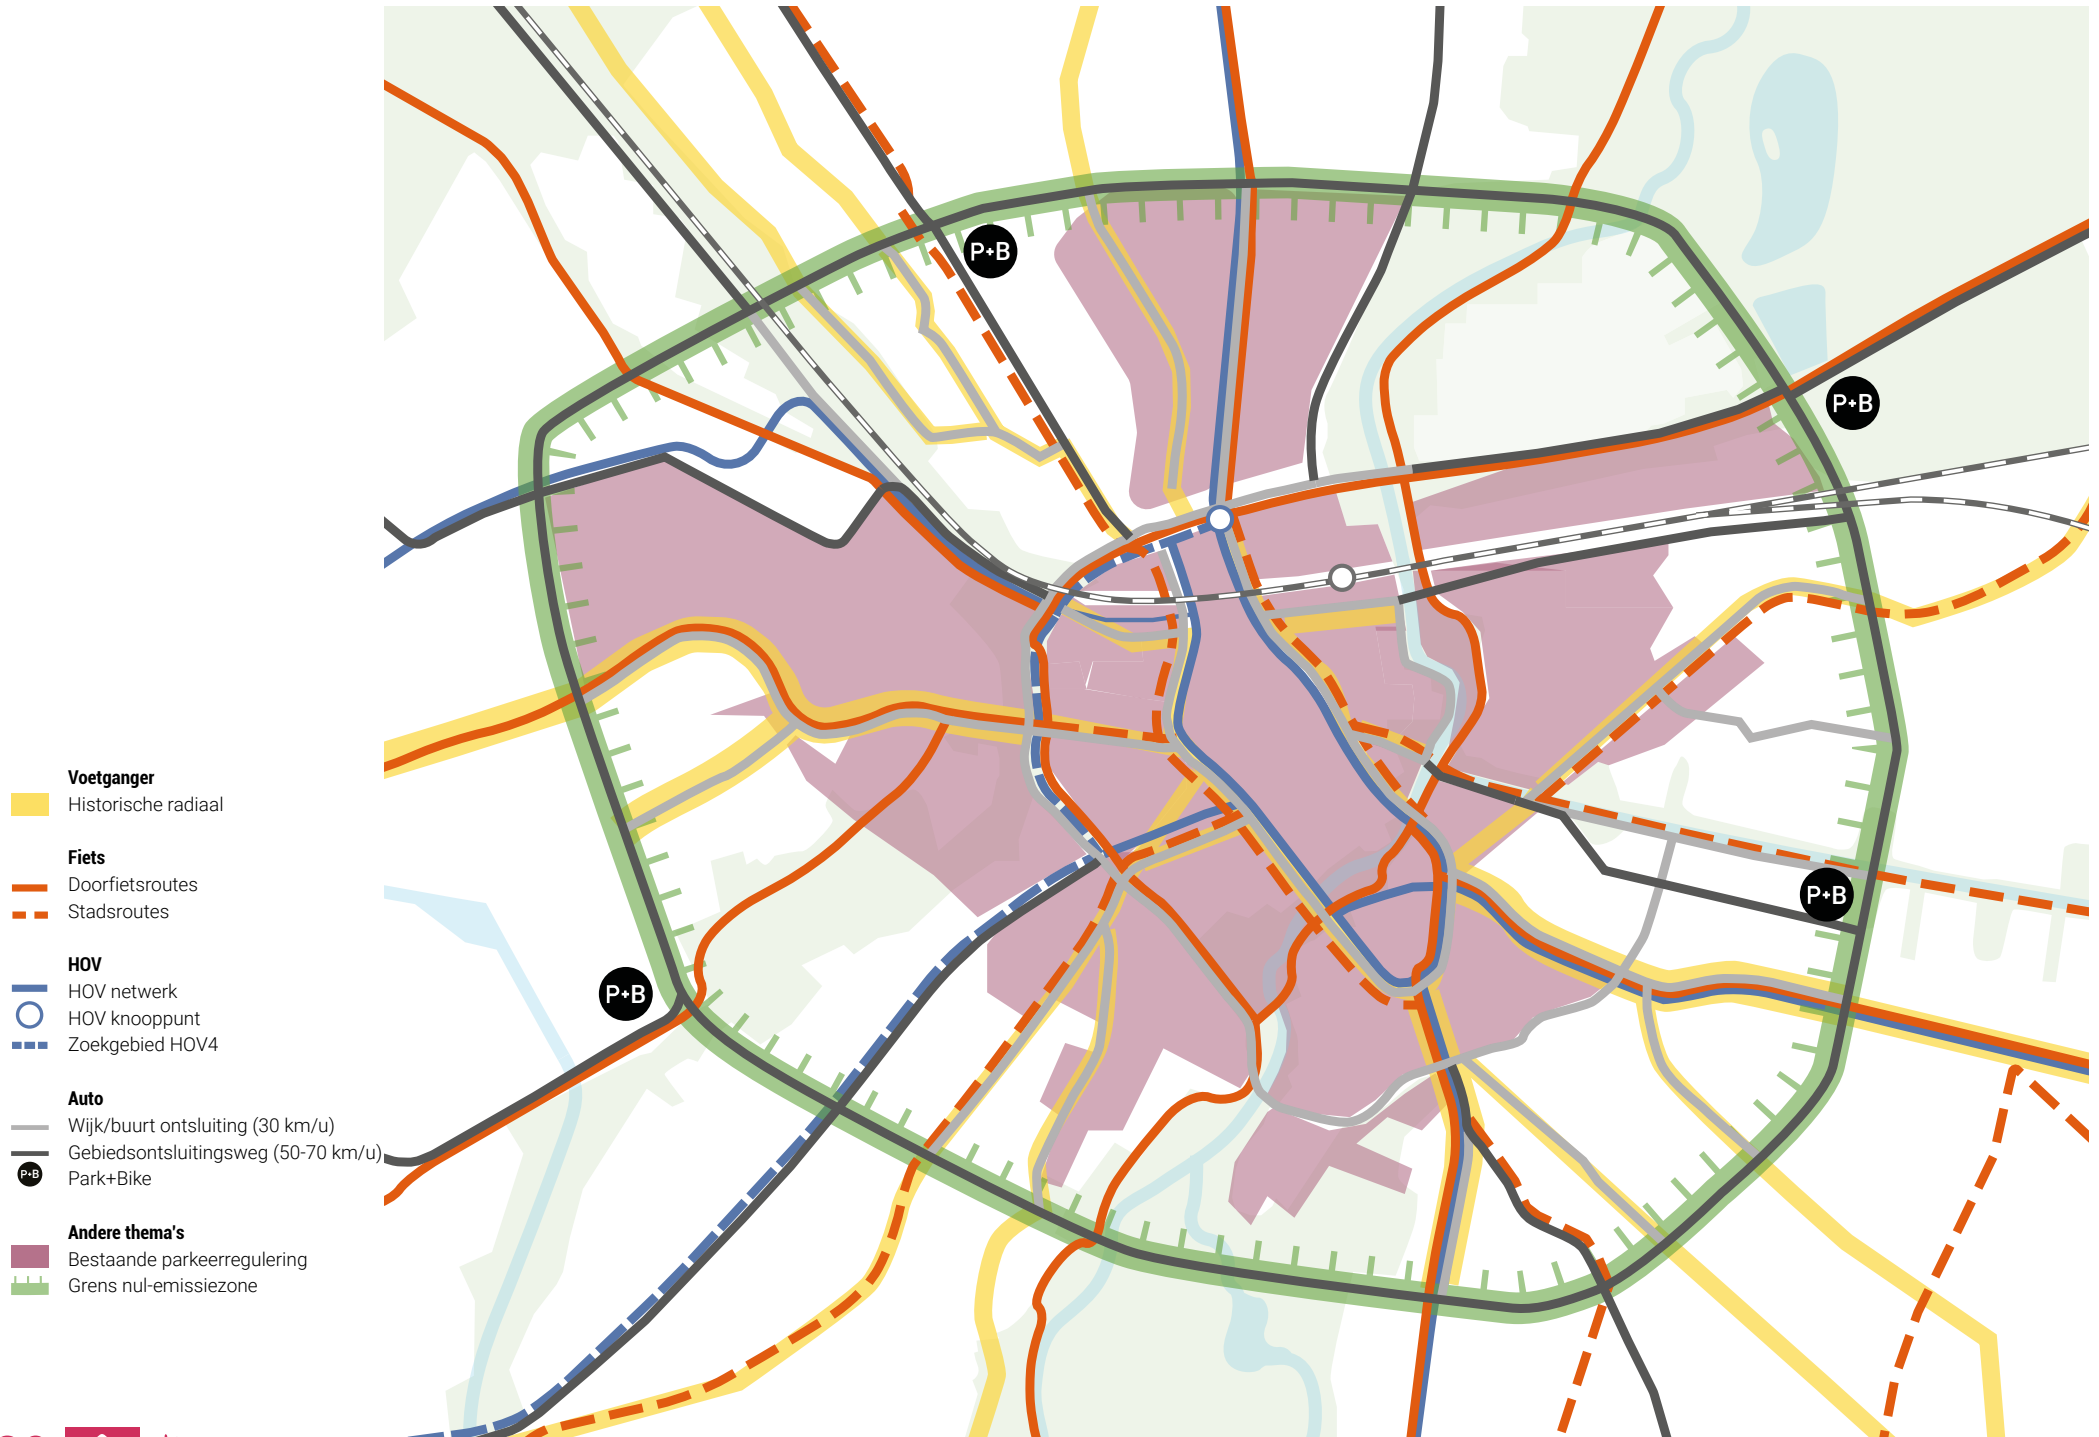 Voetganger
Historische radiaal
Fiets
Doorfietsroutes
Stadsroutes
HOV
HOV netwerk
HOV knooppunt
Zoekgebied HOV4
Auto
Wijk/buurt ontsluiting (30 km/u)
Gebiedsontsluitingsweg (50-70 km/u)
P+B
Park+Bike
Andere thema's
Bestaande parkeerregulering
Grens nul-emissiezone
P+B
P+B
P+B
P+B